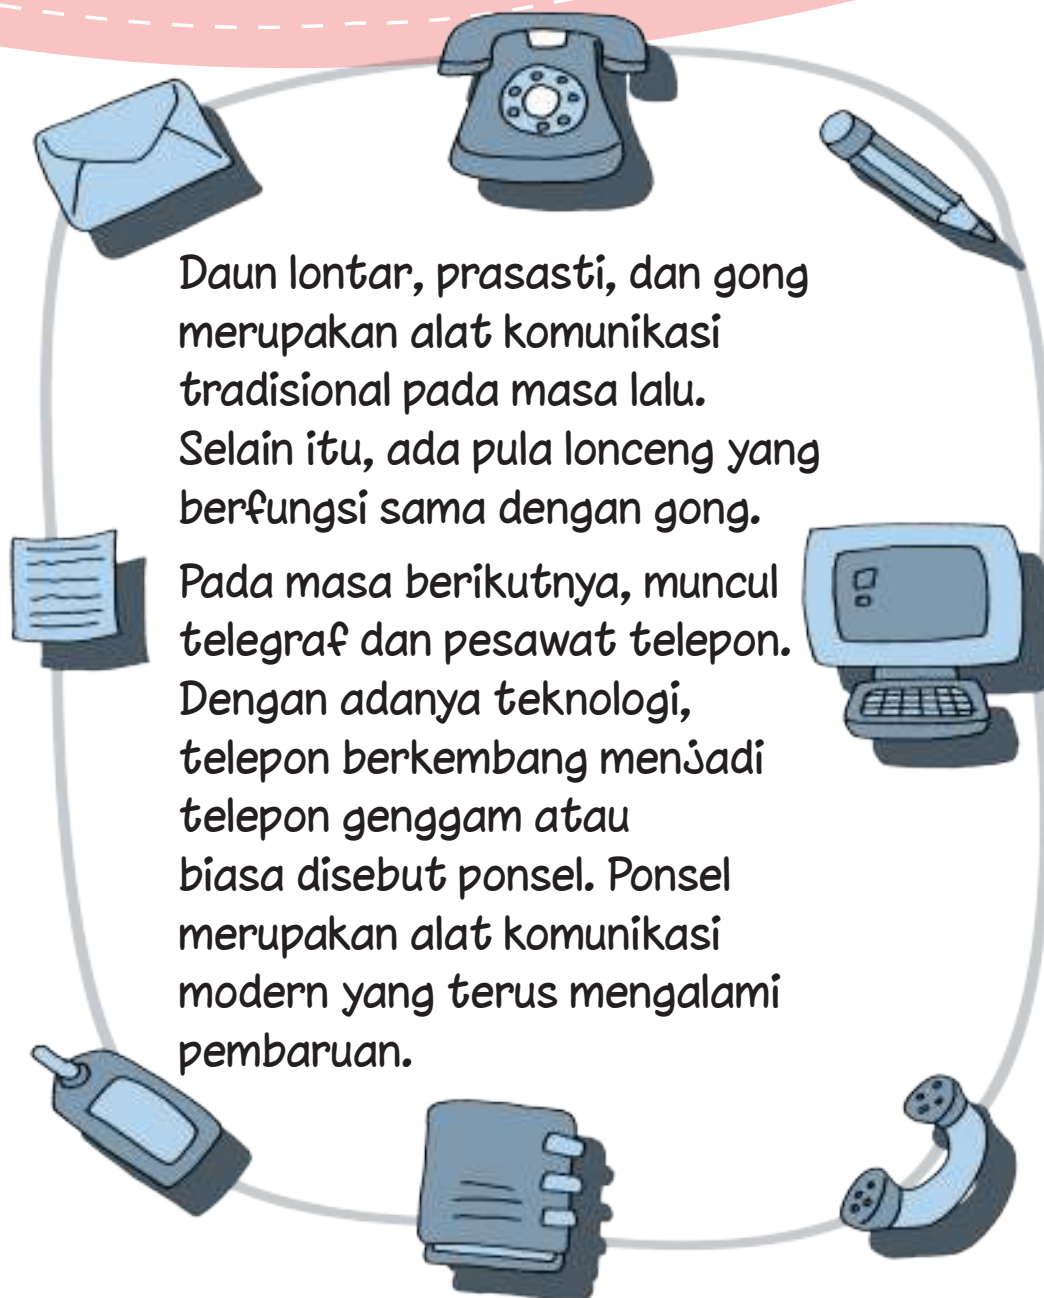 Daun lontar, prasasti, dan gong
merupakan alat komunikasi
tradisional pada masa lalu.
Selain itu, ada pula lonceng yang
berfungsi sama dengan gong.
Pada masa berikutnya, muncul
telegraf dan pesawat telepon.
Dengan adanya teknologi,
telepon berkembang menjadi
telepon genggam atau
biasa disebut ponsel. Ponsel
merupakan alat komunikasi
modern yang terus mengalami
pembaruan.